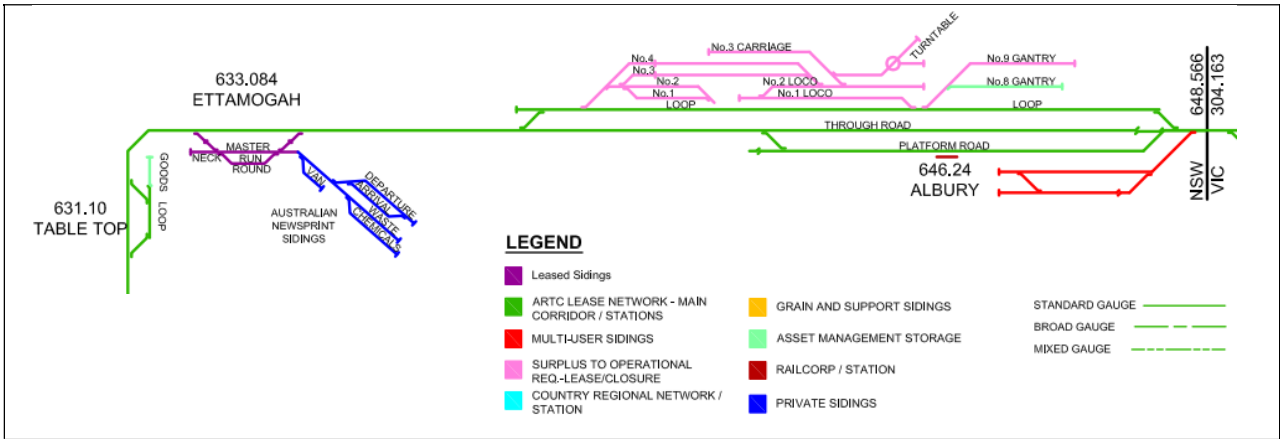 No.3 CARRIAGE
TURNTABLE
No.4.
No.3
No.2
No.1
No.2 LOCO
No.1 LOCO
No.9 GANTRY
No.8 GANTRY
LOOP
LOOP
648.566
304.163
633.084
ETTAMOGAH
THROUGH ROAD
PLATFORM ROAD
646.24
ALBURY
NSW
VIC
NECK
MASTER
RUN
ROUND
GOODS
LOOP
631.10
TABLE TOP
VAN
DEPARTURE
ARRIVAL
WASTE
CHEMICALS
AUSTRALIAN
NEWSPRINT
SIDINGS
LEGEND
Leased Sidings
ARTC LEASE NETWORK - MAIN
CORRIDOR / STATIONS
MULTI-USER SIDINGS
SURPLUS TO OPERATIONAL
REQ.-LEASE/CLOSURE
COUNTRY REGIONAL NETWORK /
STATION
GRAIN AND SUPPORT SIDINGS
ASSET MANAGEMENT STORAGE
RAILCORP / STATION
PRIVATE SIDINGS
STANDARD GAUGE
BROAD GAUGE
MIXED GAUGE